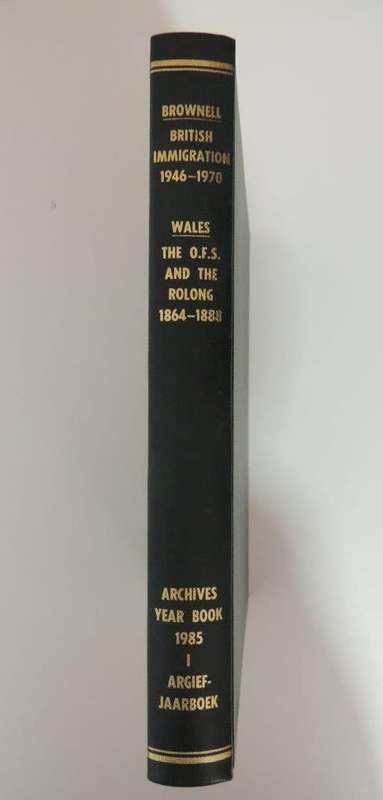 BROWNELL
BRITISH
IMMIGRATION
1946-1970
WALES
THE O.F.S.
AND THE
ROLONG
1864-1888
ARCHIVES
YEAR BOOK
1985
I
ARGIEF-
JAARBOEK